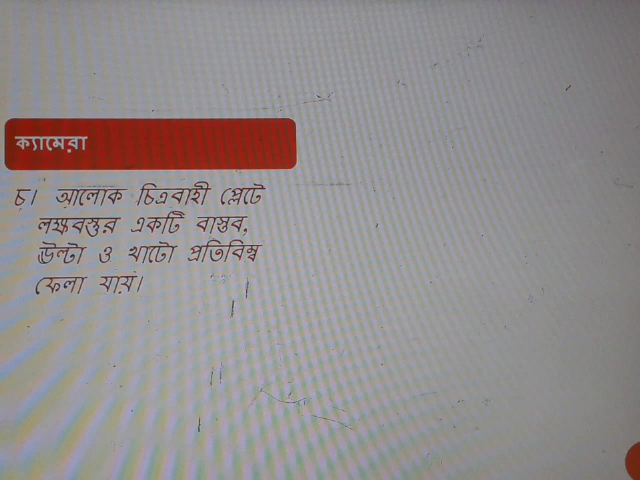 ক্যামেরা
চ। আলোক চিত্রবাহী প্লেটে
লক্ষবস্তুর একটি বাস্তব,
উল্টা ও খাটো প্রতিবিম্ব
ফেলা যায়।